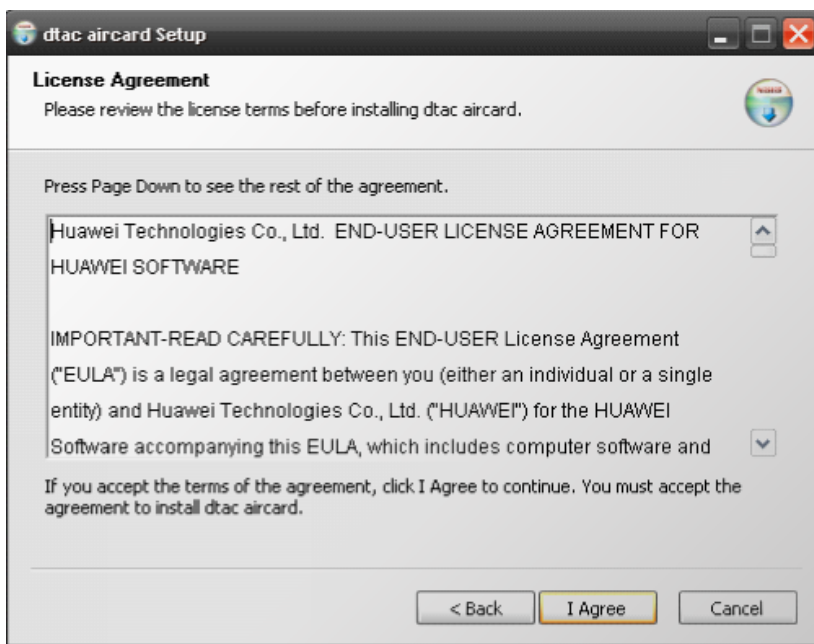 dtac aircard Setup
License Agreement
Please review the license terms before installing dtac aircard.
Press Page Down to see the rest of the agreement.
Huawei Technologies Co., Ltd.  END-USER LICENSE AGREEMENT FOR
HUAWEI SOFTWARE
IMPORTANT-READ CAREFULLY: This END-USER License Agreement
("EULA") is a legal agreement between you (either an individual or a single
entity) and Huawei Technologies Co., Ltd. ("HUAWEI") for the HUAWEI
Software accompanying this EULA, which includes computer software and
If you accept the terms of the agreement, click I Agree to continue. You must accept the
agreement to install dtac aircard.
< Back
I Agree
Cancel